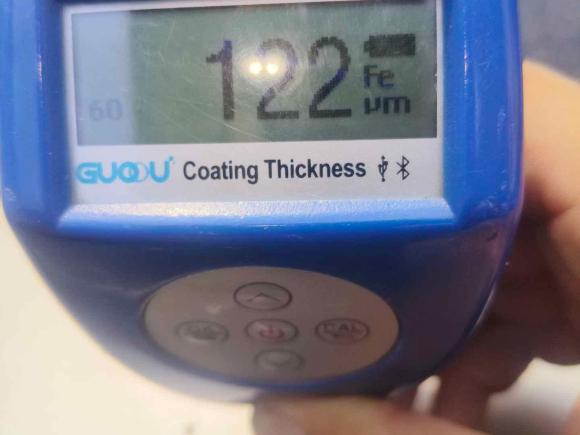 122
Fe
60
µm
GUOOU Coating Thickness
CAL